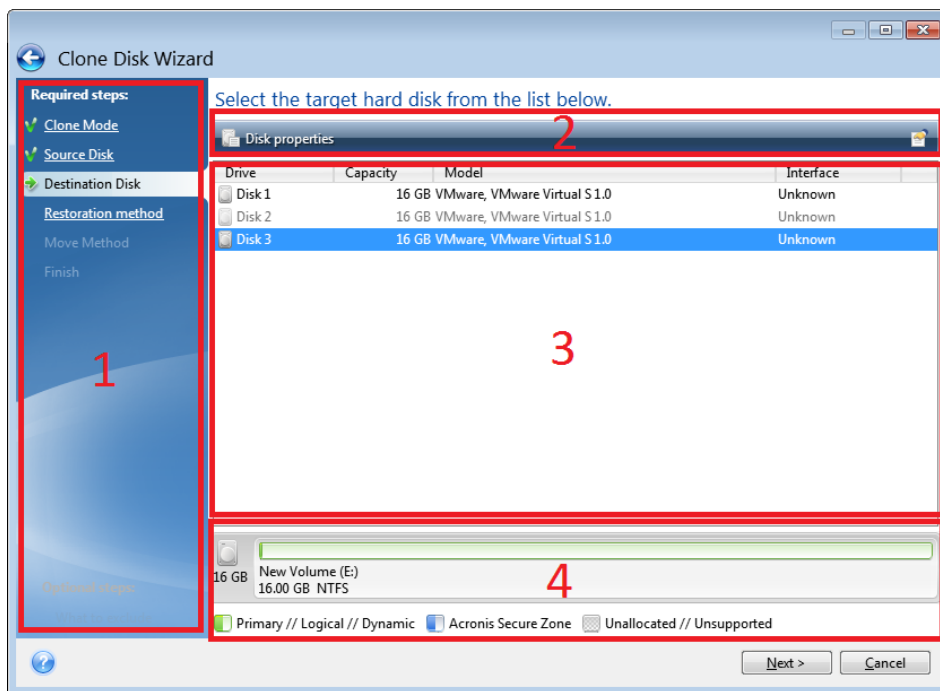 Clone Disk Wizard
Required steps:
Clone Mode
Source Disk
Destination Disk
Restoration method
Move Method
Finish
1
Select the target hard disk from the list below.
2
Disk properties
Drive Capacity Model Interface
Disk 1 16 GB VMware, VMware Virtual S 1.0 Unknown
Disk 2 16 GB VMware, VMware Virtual S 1.0 Unknown
Disk 3 16 GB VMware, VMware Virtual S 1.0 Unknown
3
16 GB
New Volume (E:)
16.00 GB NTFS
4
Primary // Logical // Dynamic Acronis Secure Zone Unallocated // Unsupported
?
Next > Cancel